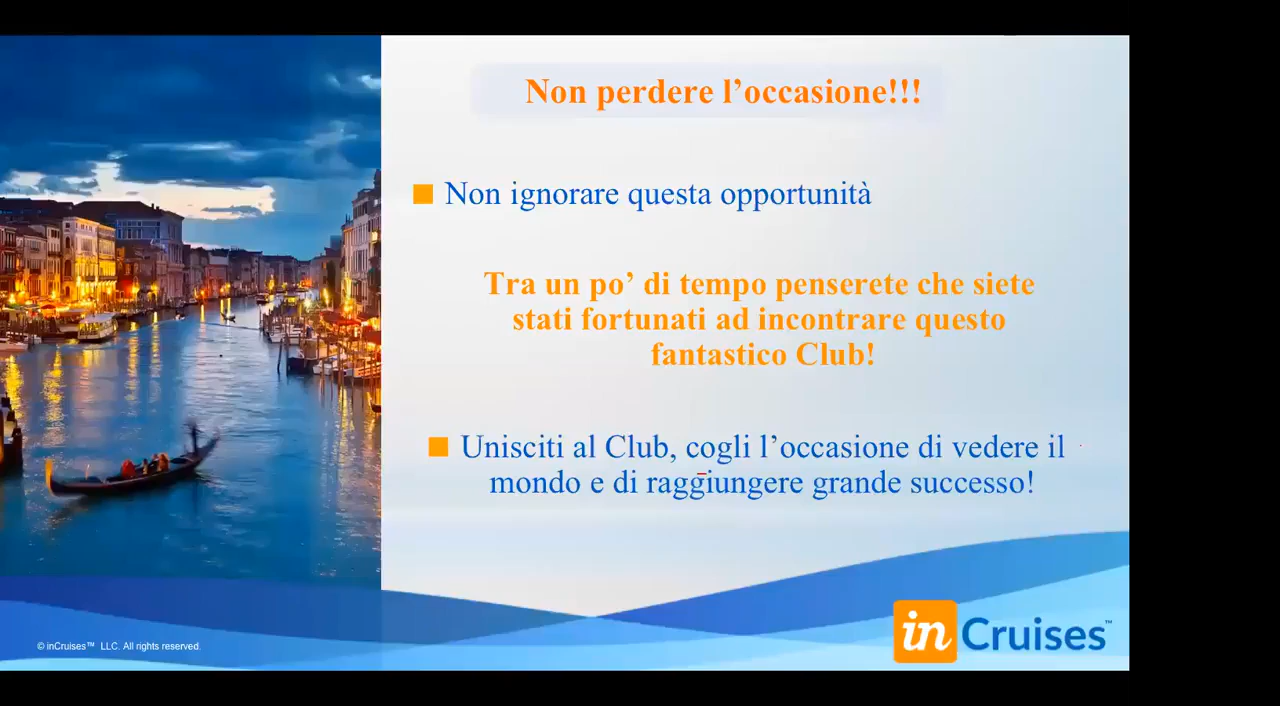 Non perdere l’occasione!!!
Non ignorare questa opportunità
Tra un po’ di tempo penserete che siete
stati fortunati ad incontrare questo
fantastico Club!
Unisciti al Club, cogli l’occasione di vedere il
mondo e di raggiungere grande successo!
© inCruises™ LLC. All rights reserved.
inCruises™